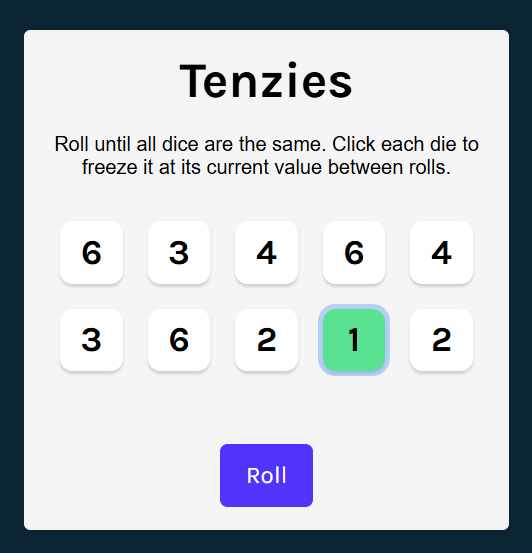 Tenzies
Roll until all dice are the same. Click each die to
freeze it at its current value between rolls.
6 3 4 6 4
3 6 2 1 2
Roll